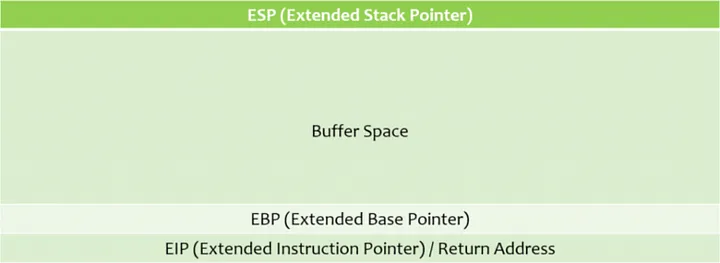 ESP (Extended Stack Pointer)
Buffer Space
EBP (Extended Base Pointer)
EIP (Extended Instruction Pointer) / Return Address